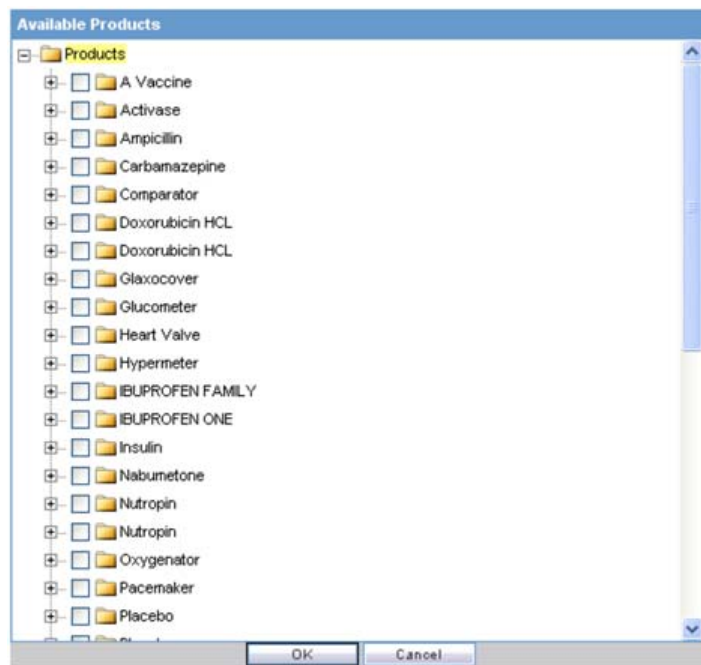 Available Products
Products
A Vaccine
Activase
Ampicillin
Carbamazepine
Comparator
Doxorubicin HCL
Doxorubicin HCL
Glaxocover
Glucometer
Heart Valve
Hypermeter
IBUPROFEN FAMILY
IBUPROFEN ONE
Insulin
Nabumetone
Nutropin
Nutropin
Oxygenator
Pacemaker
Placebo
OK Cancel